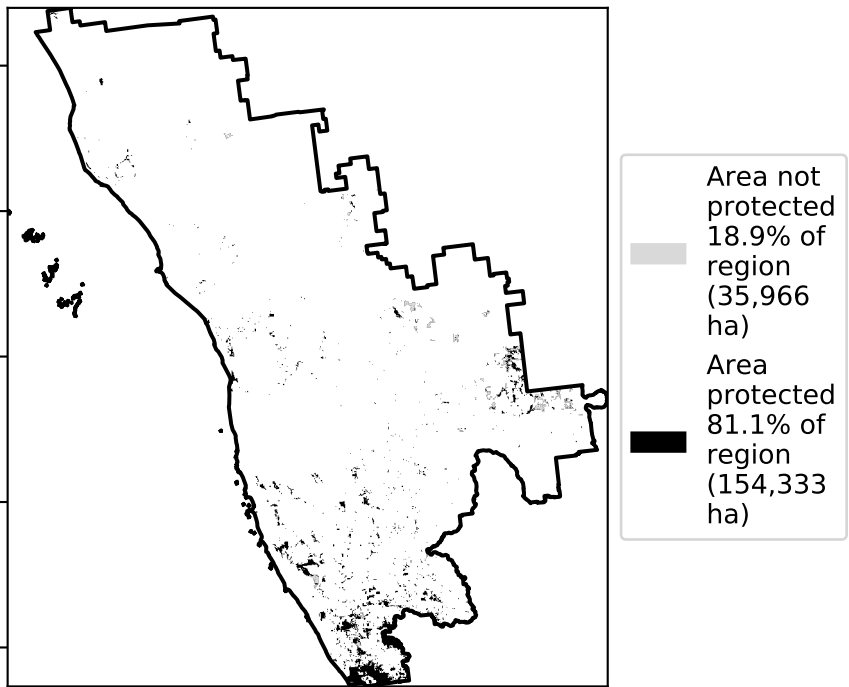 Area not
protected
18.9% of
region
(35,966
ha)
Area
protected
81.1% of
region
(154,333
ha)